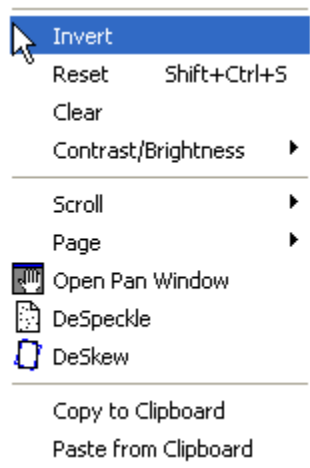 Invert
Reset Shift+Ctrl+S
Clear
Contrast/Brightness
Scroll
Page
Open Pan Window
DeSpeckle
DeSkew
Copy to Clipboard
Paste from Clipboard